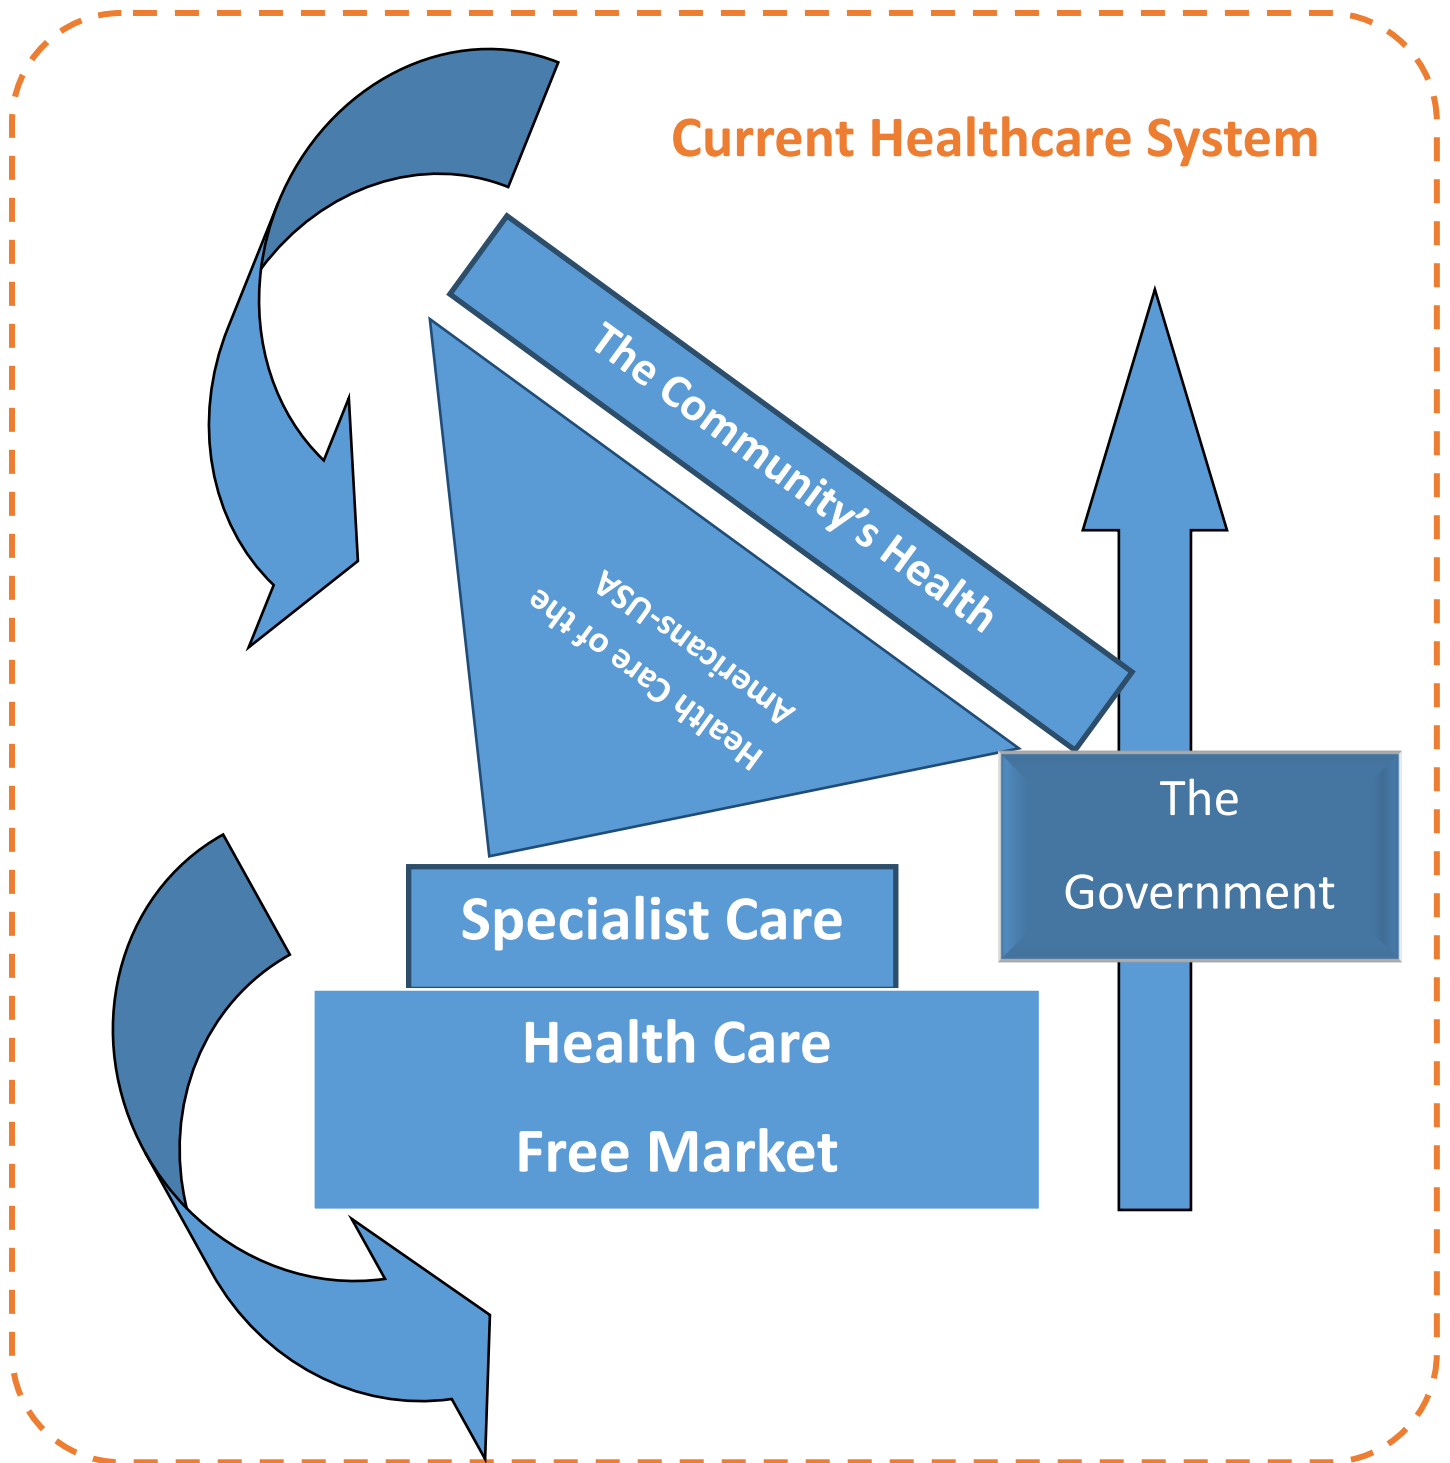 Current Healthcare System
The Community’s Health
Health Care of the
Americans-USA
The
Government
Specialist Care
Health Care
Free Market